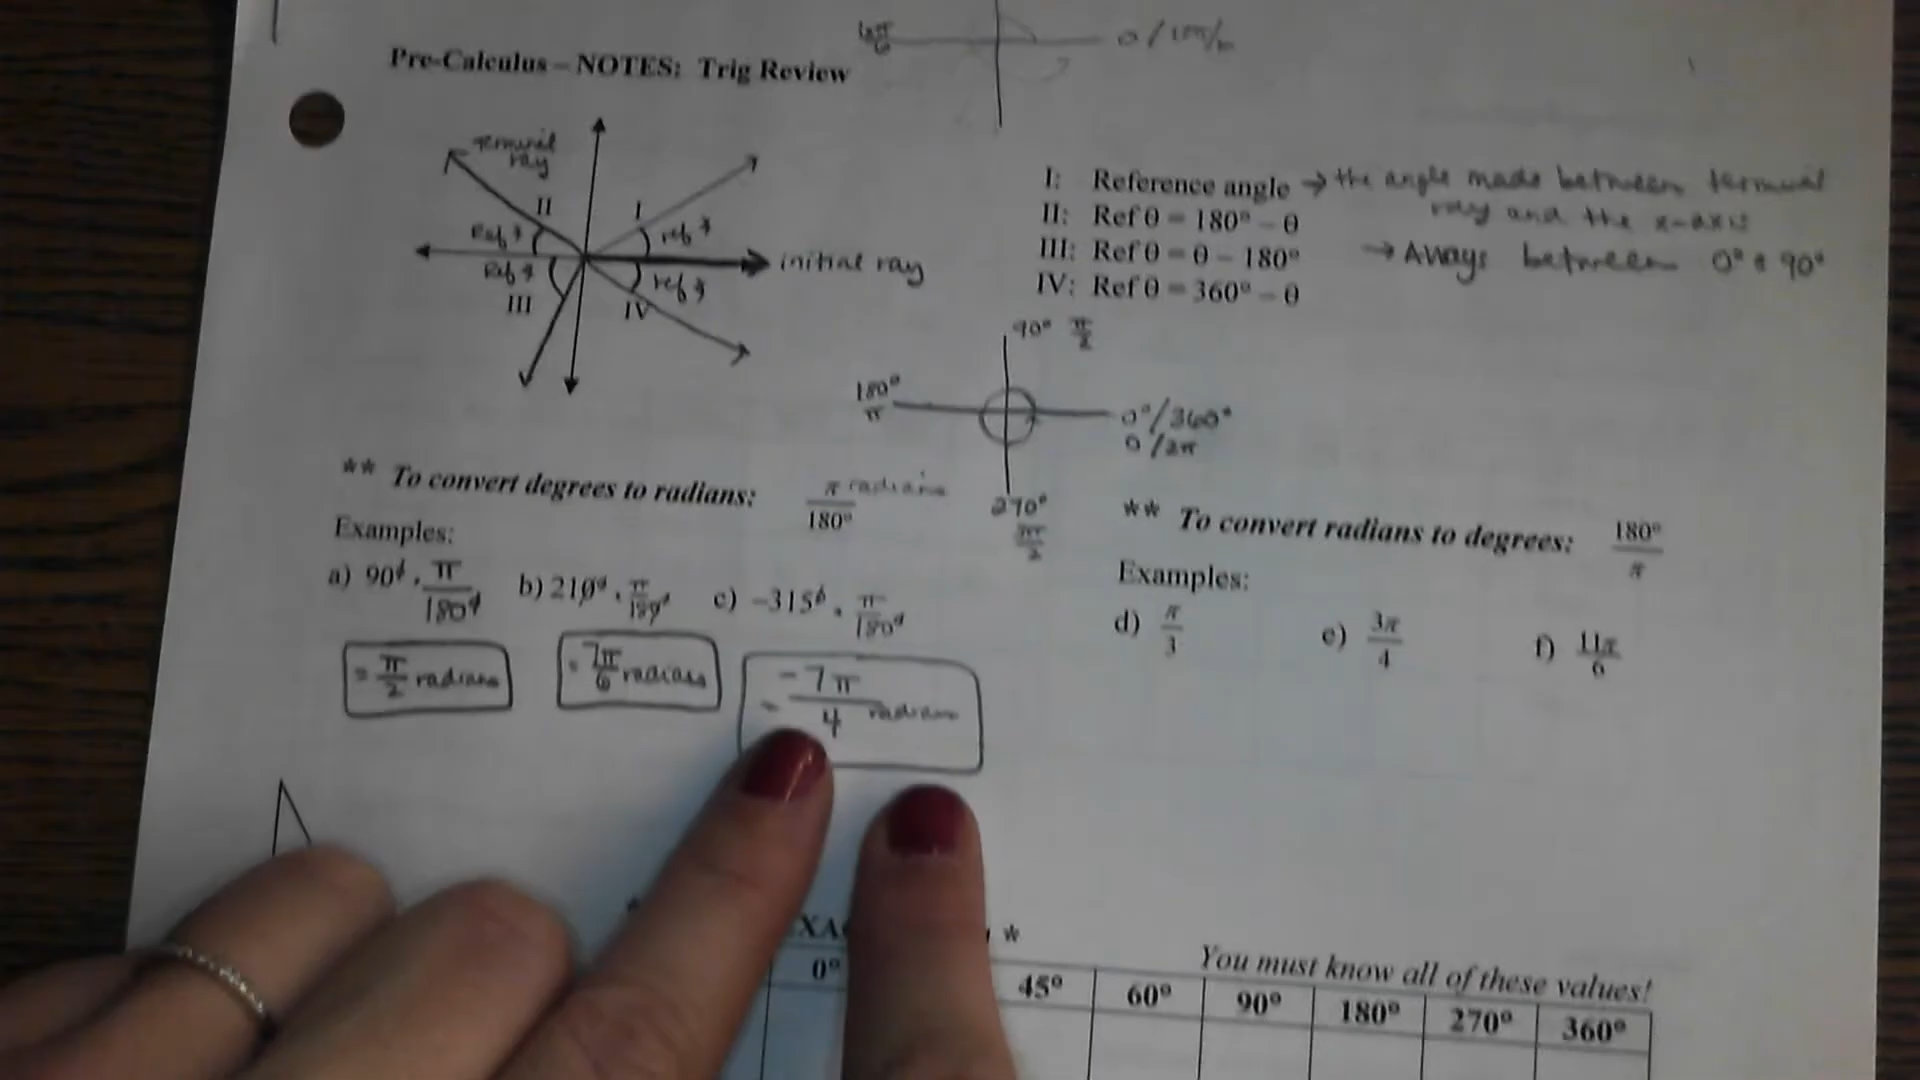 Pre-Calculus – NOTES: Trig Review
terminal
ray
II
I
Ref ∡
ref ∡
initial ray
Ref ∡
ref ∡
III
IV
I: Reference angle → the angle made between terminal
ray and the x-axis
II: Ref θ = 180° – θ
III: Ref θ = θ – 180°
→ Always between 0° & 90°
IV: Ref θ = 360° – θ
90° π/2
180°
π
0°/360°
0/2π
270°
3π/2
** To convert degrees to radians: π radians/180°
Examples:
a) 90° · π/180°
b) 210° · π/180°
c) –315° · π/180°
= π/2 radians
= 7π/6 radians
= -7π/4 radians
** To convert radians to degrees: 180°/π
Examples:
d) π/3
e) 3π/4
f) 11π/6
*
You must know all of these values!
0° 45° 60° 90° 180° 270° 360°